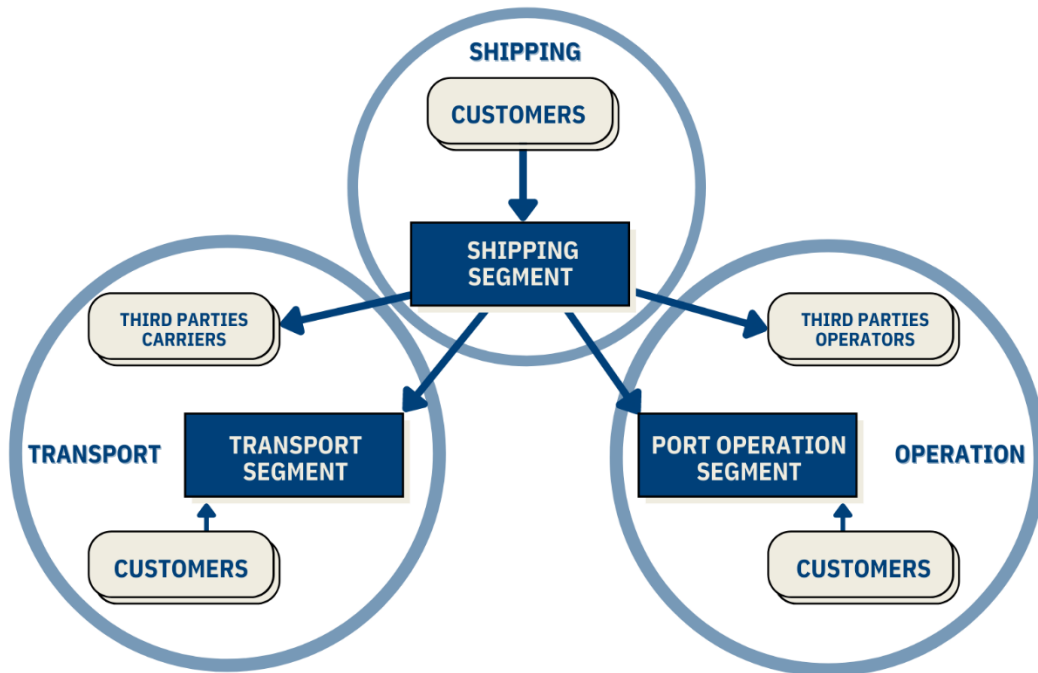 SHIPPING
CUSTOMERS
SHIPPING
SEGMENT
THIRD PARTIES
CARRIERS
THIRD PARTIES
OPERATORS
TRANSPORT
TRANSPORT
SEGMENT
PORT OPERATION
SEGMENT
OPERATION
CUSTOMERS
CUSTOMERS